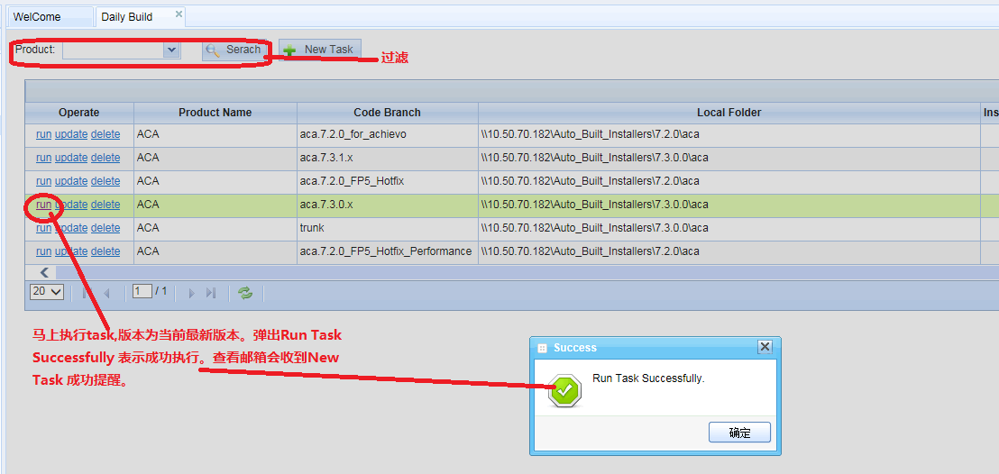 WelCome
Daily Build
Product:
Serach
New Task
过滤
Operate Product Name Code Branch Local Folder Ins
run update delete ACA aca.7.2.0_for_achievo \\10.50.70.182\Auto_Built_Installers\7.2.0\aca
run update delete ACA aca.7.3.1.x \\10.50.70.182\Auto_Built_Installers\7.3.0.0\aca
run update delete ACA aca.7.2.0_FP5_Hotfix \\10.50.70.182\Auto_Built_Installers\7.2.0\aca
run update delete ACA aca.7.3.0.x \\10.50.70.182\Auto_Built_Installers\7.3.0.0\aca
run update delete ACA trunk \\10.50.70.182\Auto_Built_Installers\7.3.0.0\aca
run update delete ACA aca.7.2.0_FP5_Hotfix_Performance \\10.50.70.182\Auto_Built_Installers\7.2.0\aca
20 1 / 1
马上执行task,版本为当前最新版本。弹出Run Task
Successfully 表示成功执行。查看邮箱会收到New
Task 成功提醒。
Success
Run Task Successfully.
确定